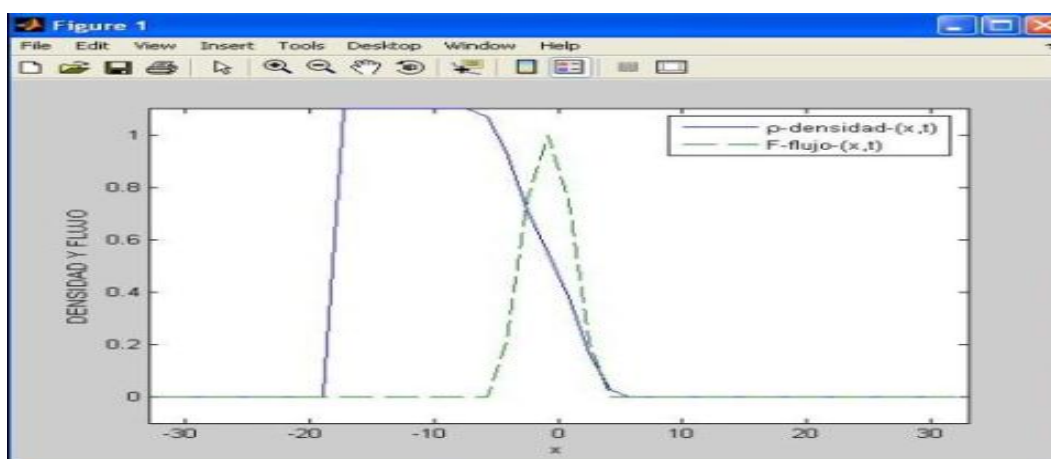 Figure 1
File Edit View Insert Tools Desktop Window Help
ρ-densidad-(x,t)
F-flujo-(x,t)
DENSIDAD Y FLUJO
1
0.8
0.6
0.4
0.2
0
-30 -20 -10 0 10 20 30
x